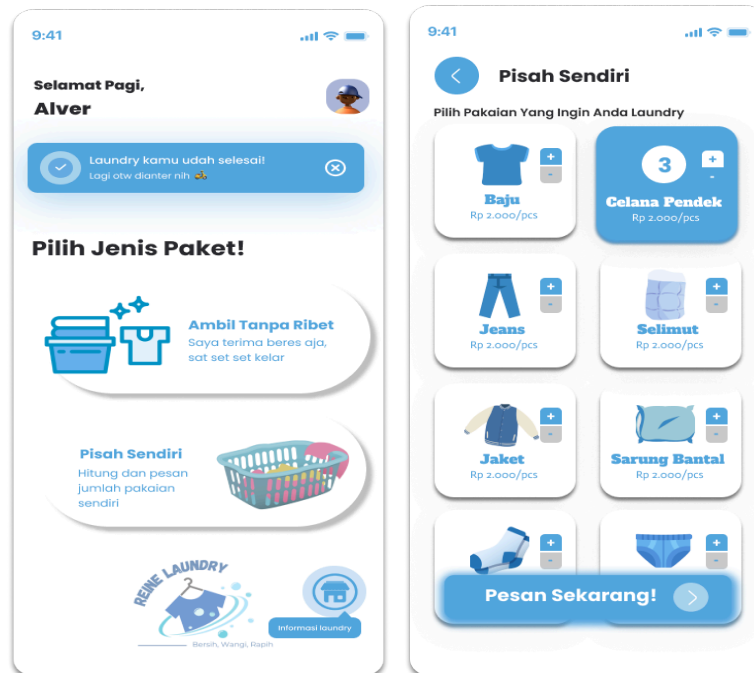 9:41
Selamat Pagi,
Alver
Laundry kamu udah selesai!
Lagi otw dianter nih 🛵
Pilih Jenis Paket!
Ambil Tanpa Ribet
Saya terima beres aja,
sat set set kelar
Pisah Sendiri
Hitung dan pesan
jumlah pakaian
sendiri
REINE LAUNDRY
Informasi laundry
Bersih, Wangi, Rapih
9:41
Pisah Sendiri
Pilih Pakaian Yang Ingin Anda Laundry
+
-
Baju
Rp 2.000/pcs
3
+
-
Celana Pendek
Rp 2.000/pcs
+
-
Jeans
Rp 2.000/pcs
+
-
Selimut
Rp 2.000/pcs
+
-
Jaket
Rp 2.000/pcs
+
-
Sarung Bantal
Rp 2.000/pcs
+
-
+
-
Pesan Sekarang!